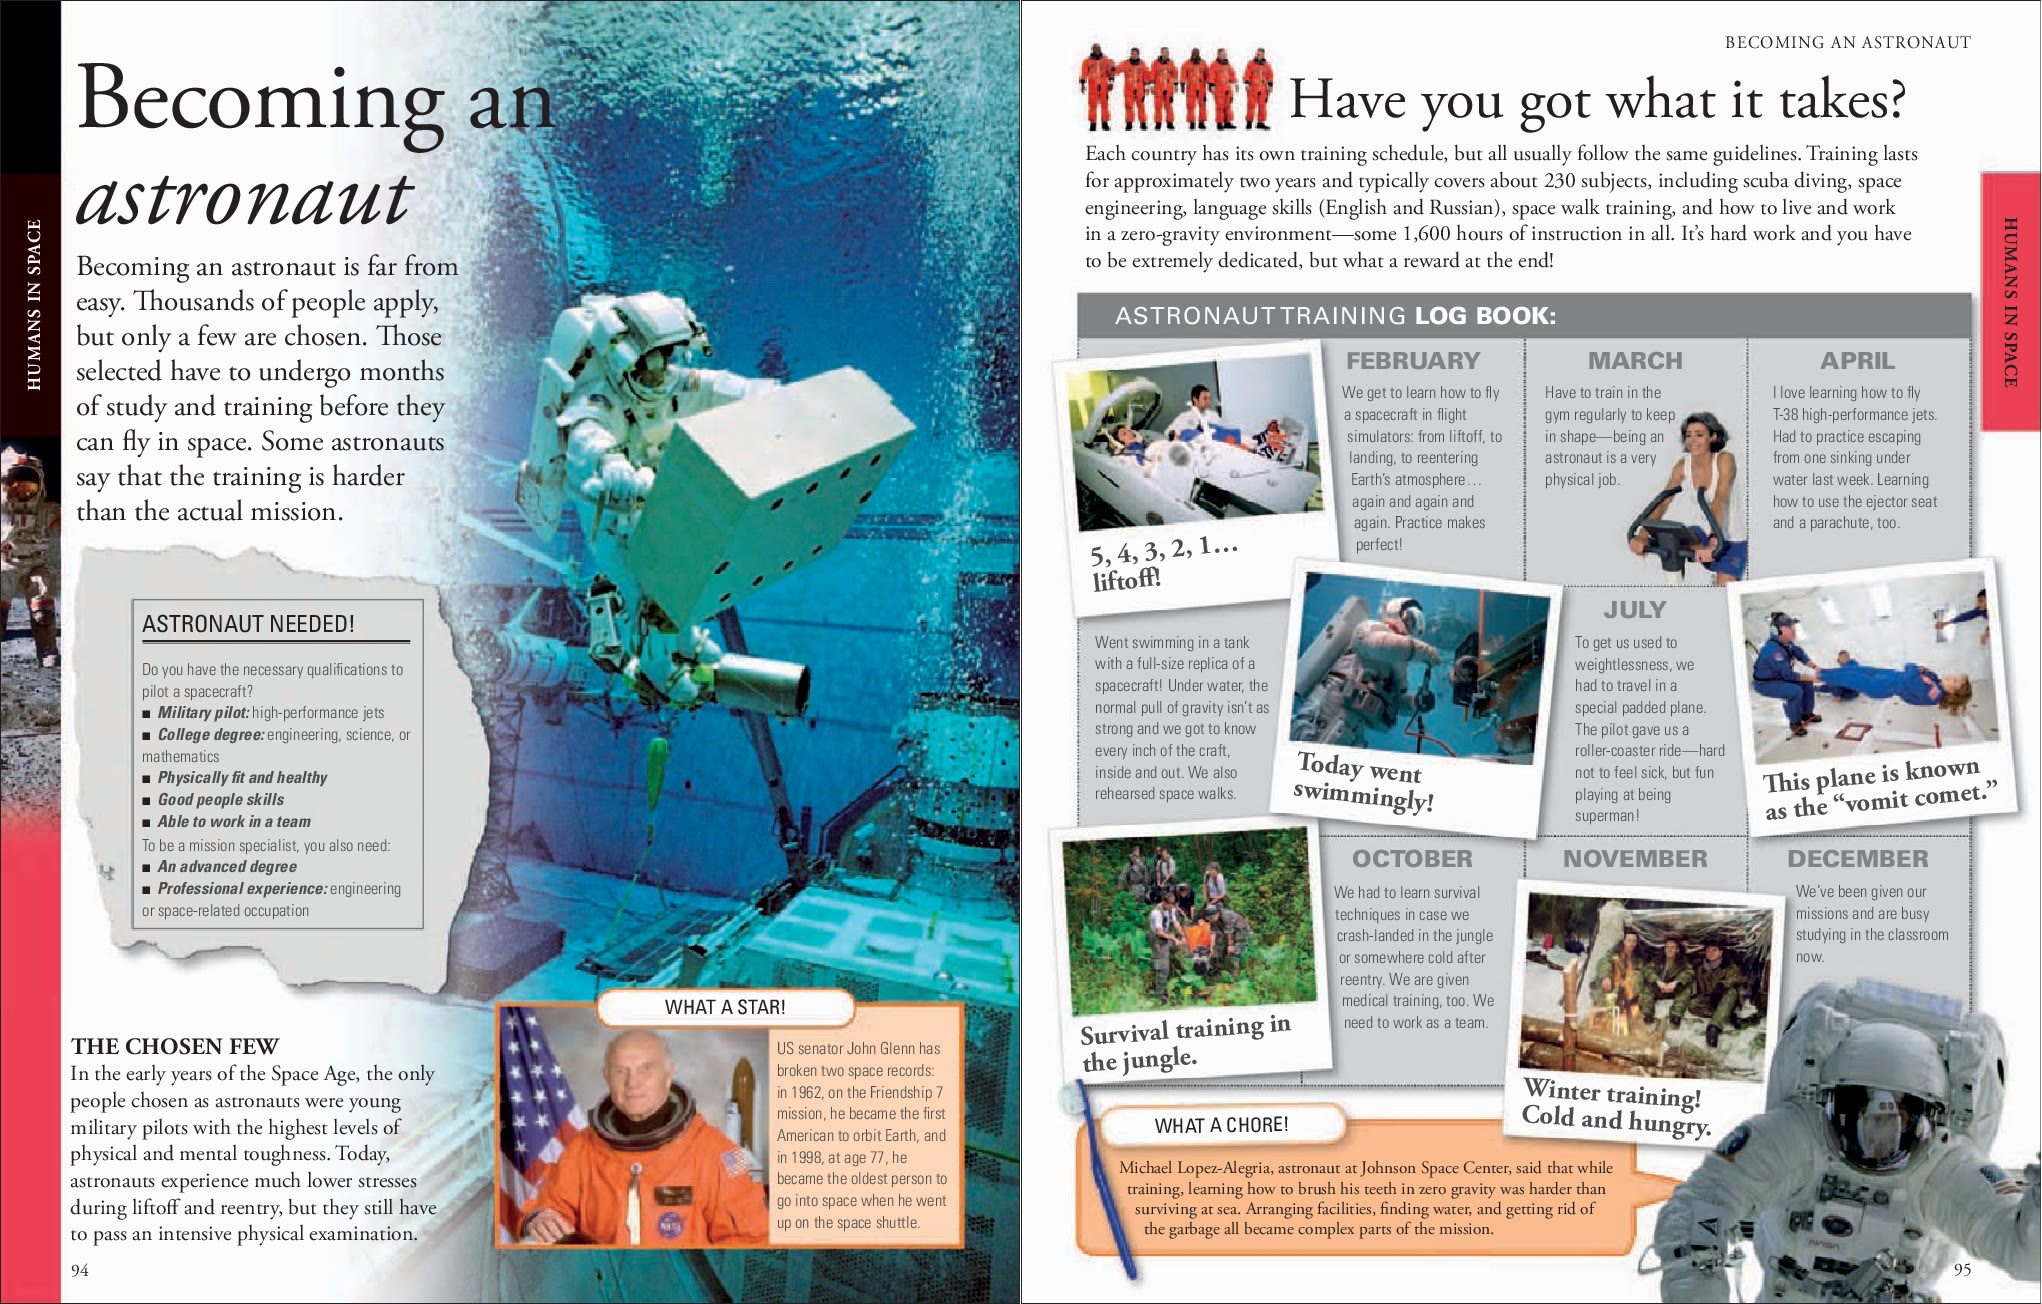 Becoming an
astronaut
Becoming an astronaut is far from
easy. Thousands of people apply,
but only a few are chosen. Those
selected have to undergo months
of study and training before they
can fly in space. Some astronauts
say that the training is harder
than the actual mission.
HUMANS IN SPACE
ASTRONAUT NEEDED!
Do you have the necessary qualifications to
pilot a spacecraft?
■ Military pilot: high-performance jets
■ College degree: engineering, science, or
mathematics
■ Physically fit and healthy
■ Good people skills
■ Able to work in a team
To be a mission specialist, you also need:
■ An advanced degree
■ Professional experience: engineering
or space-related occupation
THE CHOSEN FEW
In the early years of the Space Age, the only
people chosen as astronauts were young
military pilots with the highest levels of
physical and mental toughness. Today,
astronauts experience much lower stresses
during liftoff and reentry, but they still have
to pass an intensive physical examination.
WHAT A STAR!
US senator John Glenn has
broken two space records:
in 1962, on the Friendship 7
mission, he became the first
American to orbit Earth, and
in 1998, at age 77, he
became the oldest person to
go into space when he went
up on the space shuttle.
94
BECOMING AN ASTRONAUT
Have you got what it takes?
Each country has its own training schedule, but all usually follow the same guidelines. Training lasts
for approximately two years and typically covers about 230 subjects, including scuba diving, space
engineering, language skills (English and Russian), space walk training, and how to live and work
in a zero-gravity environment—some 1,600 hours of instruction in all. It's hard work and you have
to be extremely dedicated, but what a reward at the end!
HUMANS IN SPACE
ASTRONAUT TRAINING LOG BOOK:
5, 4, 3, 2, 1…
liftoff!
FEBRUARY
We get to learn how to fly
a spacecraft in flight
simulators: from liftoff, to
landing, to reentering
Earth's atmosphere…
again and again and
again. Practice makes
perfect!
MARCH
Have to train in the
gym regularly to keep
in shape—being an
astronaut is a very
physical job.
APRIL
I love learning how to fly
T-38 high-performance jets.
Had to practice escaping
from one sinking under
water last week. Learning
how to use the ejector seat
and a parachute, too.
Went swimming in a tank
with a full-size replica of a
spacecraft! Under water, the
normal pull of gravity isn't as
strong and we got to know
every inch of the craft,
inside and out. We also
rehearsed space walks.
Today went
swimmingly!
JULY
To get us used to
weightlessness, we
had to travel in a
special padded plane.
The pilot gave us a
roller-coaster ride—hard
not to feel sick, but fun
playing at being
superman!
This plane is known
as the “vomit comet.”
Survival training in
the jungle.
OCTOBER
We had to learn survival
techniques in case we
crash-landed in the jungle
or somewhere cold after
reentry. We are given
medical training, too. We
need to work as a team.
NOVEMBER
Winter training!
Cold and hungry.
DECEMBER
We've been given our
missions and are busy
studying in the classroom
now.
WHAT A CHORE!
Michael Lopez-Alegria, astronaut at Johnson Space Center, said that while
training, learning how to brush his teeth in zero gravity was harder than
surviving at sea. Arranging facilities, finding water, and getting rid of
the garbage all became complex parts of the mission.
NASA
95